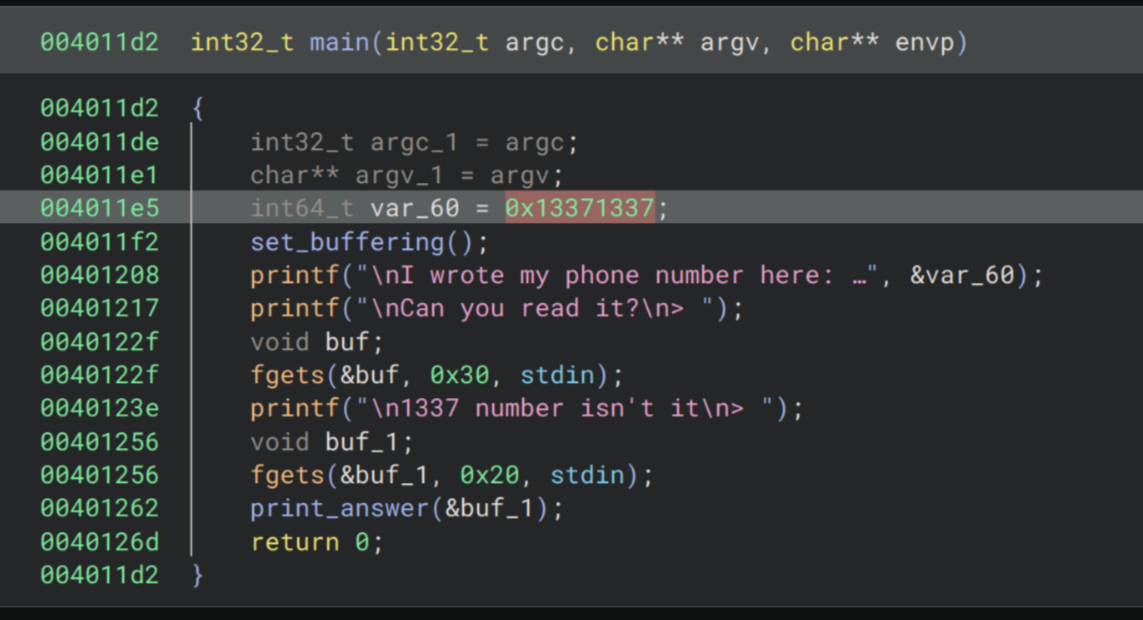 004011d2 int32_t main(int32_t argc, char** argv, char** envp)
004011d2 {
004011de int32_t argc_1 = argc;
004011e1 char** argv_1 = argv;
004011e5 int64_t var_60 = 0x13371337;
004011f2 set_buffering();
00401208 printf("\nI wrote my phone number here: …", &var_60);
00401217 printf("\nCan you read it?\n> ");
0040122f void buf;
0040122f fgets(&buf, 0x30, stdin);
0040123e printf("\n1337 number isn't it\n> ");
00401256 void buf_1;
00401256 fgets(&buf_1, 0x20, stdin);
00401262 print_answer(&buf_1);
0040126d return 0;
004011d2 }